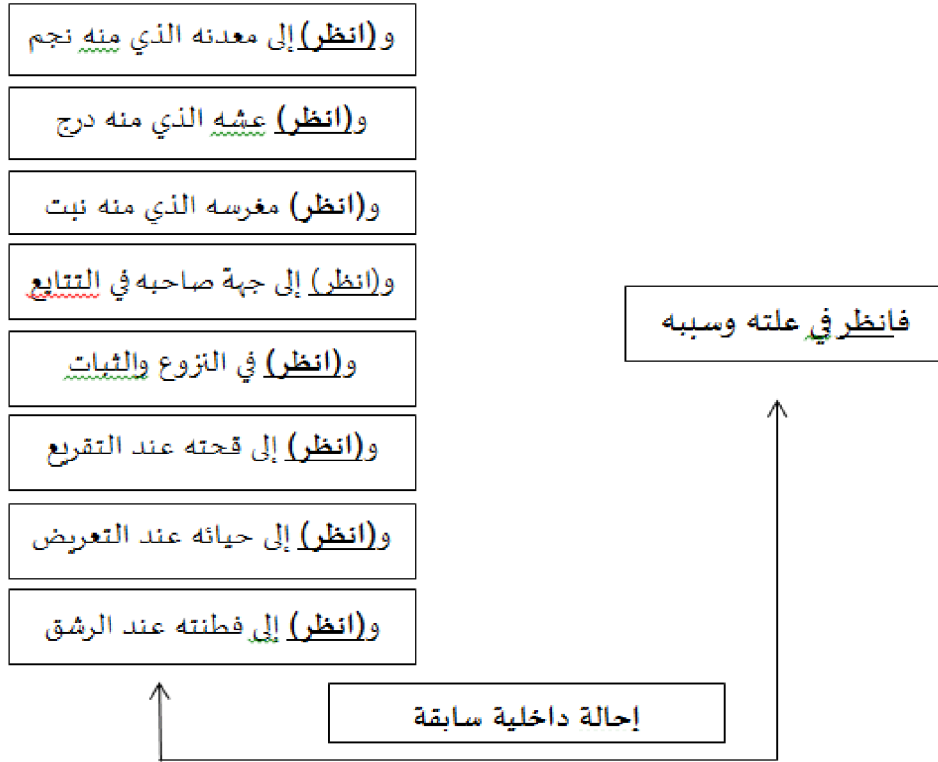 و(انظر) إلى معدنه الذي منه نجم
و(انظر) عشه الذي منه درج
و(انظر) مغرسه الذي منه نبت
و(انظر) إلى جهة صاحبه في التتابع
فانظر في علته وسببه
و(انظر) في النزوع والثبات
و(انظر) إلى قحته عند التقريع
و(انظر) إلى حيائه عند التعريض
و(انظر) إلى فطنته عند الرشق
إحالة داخلية سابقة